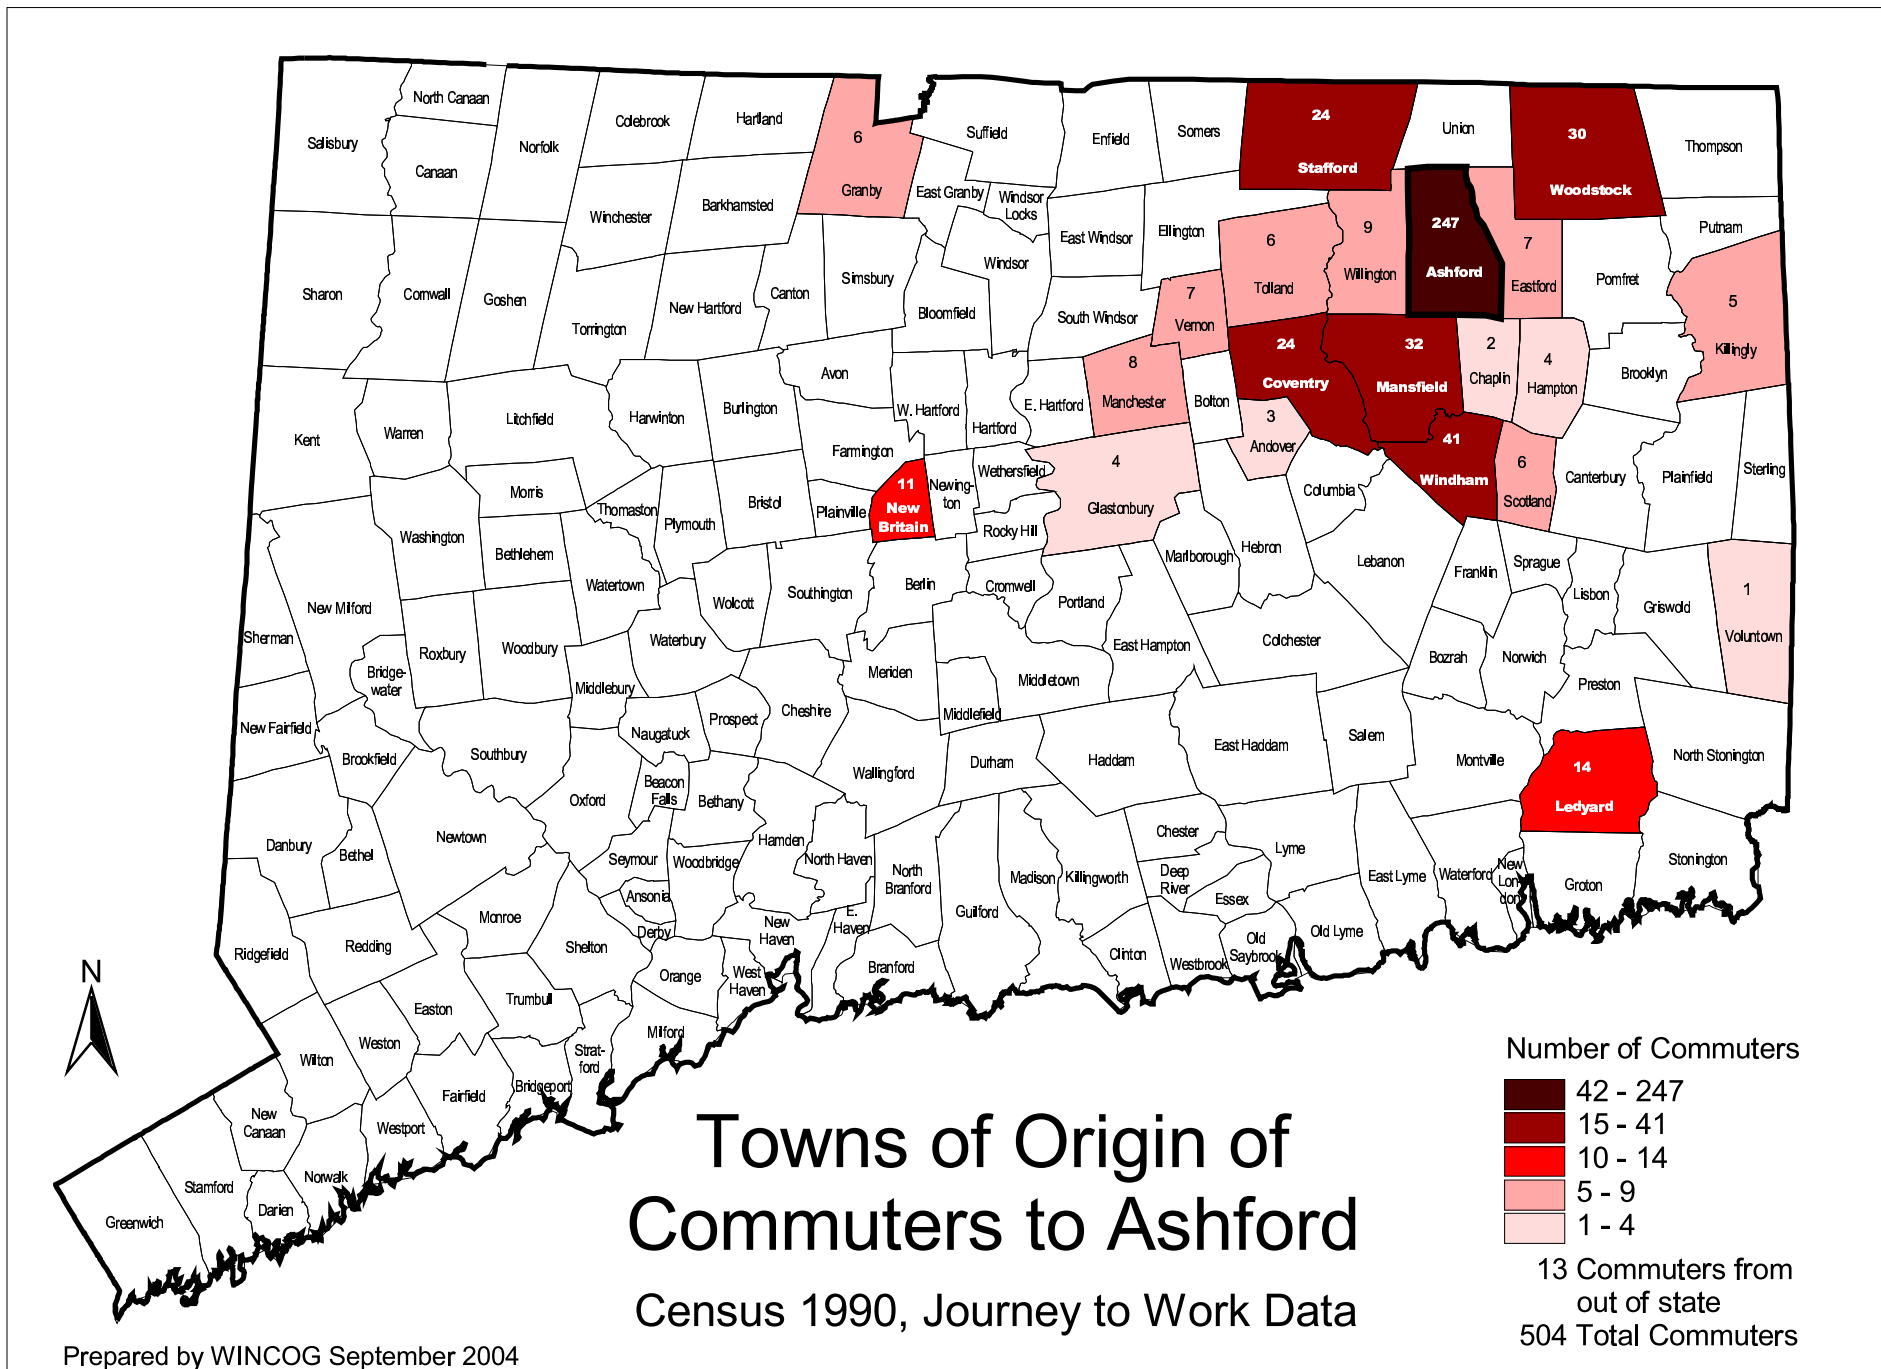 North Canaan
Salisbury
Canaan
Norfolk
Colebrook
Hartland
6
Granby
Suffield
East Granby
Windsor
Locks
Enfield
Somers
24
Stafford
Union
30
Woodstock
Thompson
Winchester
Barkhamsted
East Windsor
Ellington
6
Tolland
9
Willington
247
Ashford
7
Eastford
Pomfret
Putnam
Sharon
Cornwall
Goshen
Torrington
New Hartford
Canton
Simsbury
Windsor
Bloomfield
South Windsor
7
Vernon
5
Killingly
Kent
Warren
Litchfield
Harwinton
Burlington
Avon
W. Hartford
Hartford
E. Hartford
8
Manchester
Bolton
24
Coventry
32
Mansfield
2
Chaplin
4
Hampton
Brooklyn
3
Andover
Farmington
Morris
Thomaston
Plymouth
Bristol
Plainville
11
New
Britain
Newing-
ton
Wethersfield
Rocky Hill
4
Glastonbury
Columbia
41
Windham
6
Scotland
Canterbury
Plainfield
Sterling
Washington
Bethlehem
Watertown
Wolcott
Southington
Berlin
Cromwell
Portland
Marlborough
Hebron
Lebanon
Franklin
Sprague
Lisbon
Griswold
1
Voluntown
New Milford
Sherman
Roxbury
Woodbury
Waterbury
Bridge-
water
Middlebury
Meriden
Middletown
East Hampton
Colchester
Bozrah
Norwich
Preston
New Fairfield
Brookfield
Southbury
Naugatuck
Prospect
Cheshire
Middlefield
Wallingford
Durham
Haddam
East Haddam
Salem
Montville
14
Ledyard
North Stonington
Oxford
Beacon
Falls
Bethany
Danbury
Bethel
Newtown
Seymour
Woodbridge
Hamden
North Haven
North
Branford
Madison
Killingworth
Chester
Deep
River
Essex
Lyme
East Lyme
Waterford
New
Lon-
don
Groton
Stonington
Ansonia
Derby
Monroe
Shelton
New
Haven
E.
Haven
Guilford
Branford
Clinton
Westbrook
Old
Saybrook
Old Lyme
Ridgefield
Redding
Orange
West
Haven
Easton
Trumbull
Milford
Strat-
ford
Weston
Wilton
Bridgeport
Fairfield
New
Canaan
Westport
Norwalk
Stamford
Darien
Greenwich
N
Number of Commuters
42 - 247
15 - 41
10 - 14
5 - 9
1 - 4
13 Commuters from
out of state
504 Total Commuters
Towns of Origin of
Commuters to Ashford
Census 1990, Journey to Work Data
Prepared by WINCOG September 2004